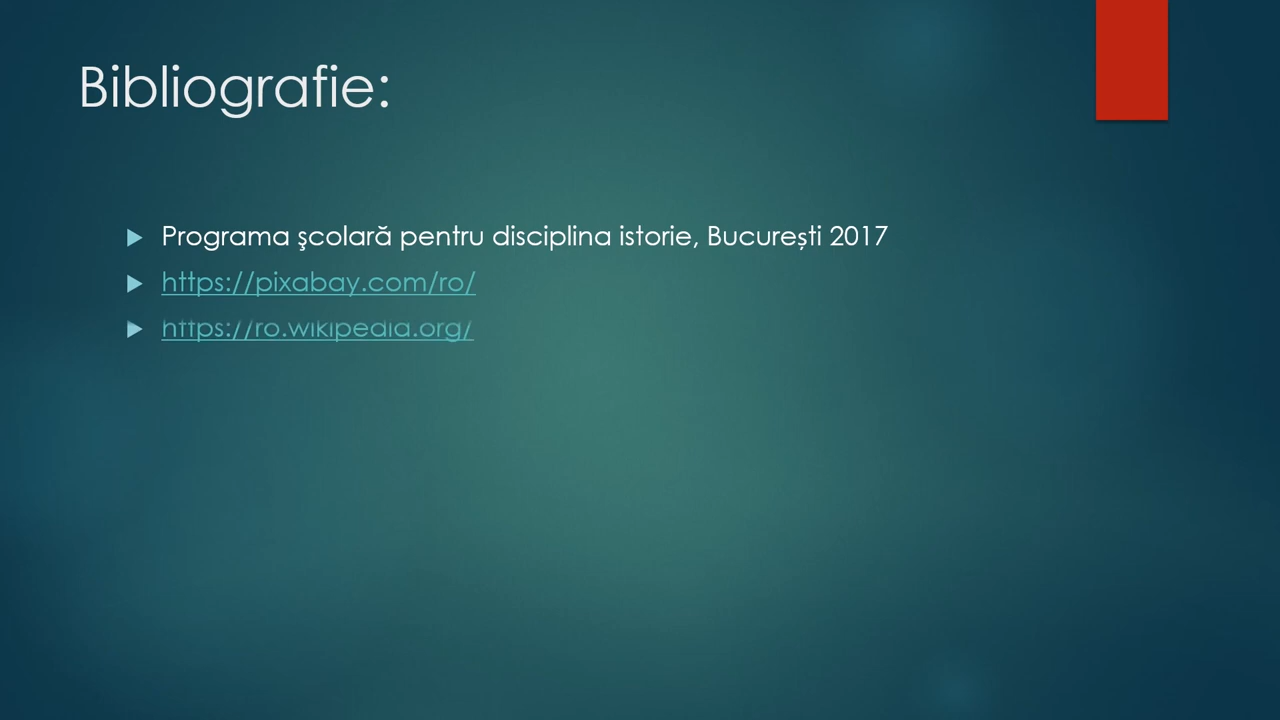 Bibliografie:
Programa şcolară pentru disciplina istorie, București 2017
https://pixabay.com/ro/
https://ro.wikipedia.org/